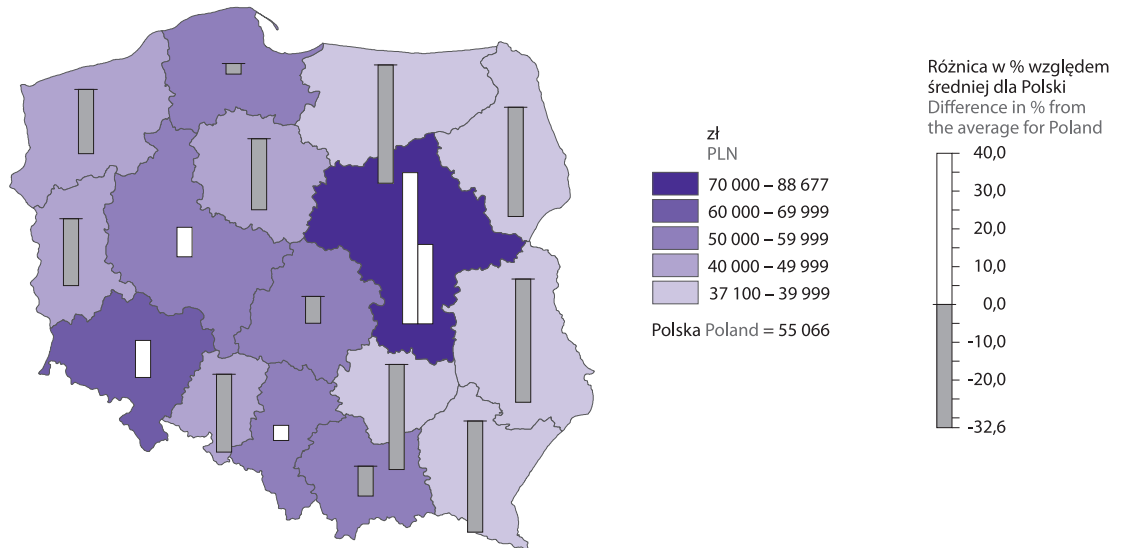 Różnica w % względem
średniej dla Polski
Difference in % from
the average for Poland
zł
PLN
70 000 – 88 677
60 000 – 69 999
50 000 – 59 999
40 000 – 49 999
37 100 – 39 999
Polska Poland = 55 066
40,0
30,0
20,0
10,0
0,0
-10,0
-20,0
-32,6